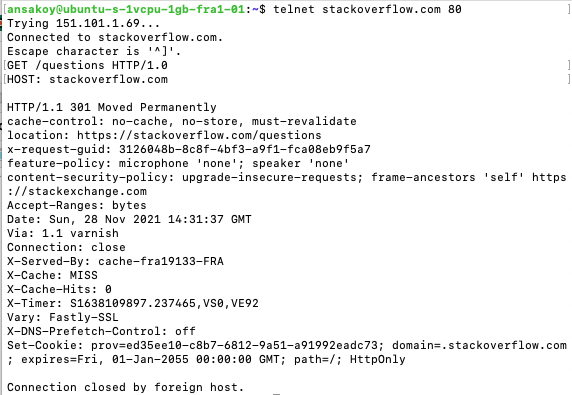 ansakoy@ubuntu-s-1vcpu-1gb-fra1-01:~$ telnet stackoverflow.com 80
Trying 151.101.1.69...
Connected to stackoverflow.com.
Escape character is '^]'.
[GET /questions HTTP/1.0 ]
[HOST: stackoverflow.com ]

HTTP/1.1 301 Moved Permanently
cache-control: no-cache, no-store, must-revalidate
location: https://stackoverflow.com/questions
x-request-guid: 3126048b-8c8f-4bf3-a9f1-fca08eb9f5a7
feature-policy: microphone 'none'; speaker 'none'
content-security-policy: upgrade-insecure-requests; frame-ancestors 'self' https
://stackexchange.com
Accept-Ranges: bytes
Date: Sun, 28 Nov 2021 14:31:37 GMT
Via: 1.1 varnish
Connection: close
X-Served-By: cache-fra19133-FRA
X-Cache: MISS
X-Cache-Hits: 0
X-Timer: S1638109897.237465,VS0,VE92
Vary: Fastly-SSL
X-DNS-Prefetch-Control: off
Set-Cookie: prov=ed35ee10-c8b7-6812-9a51-a91992eadc73; domain=.stackoverflow.com
; expires=Fri, 01-Jan-2055 00:00:00 GMT; path=/; HttpOnly

Connection closed by foreign host.